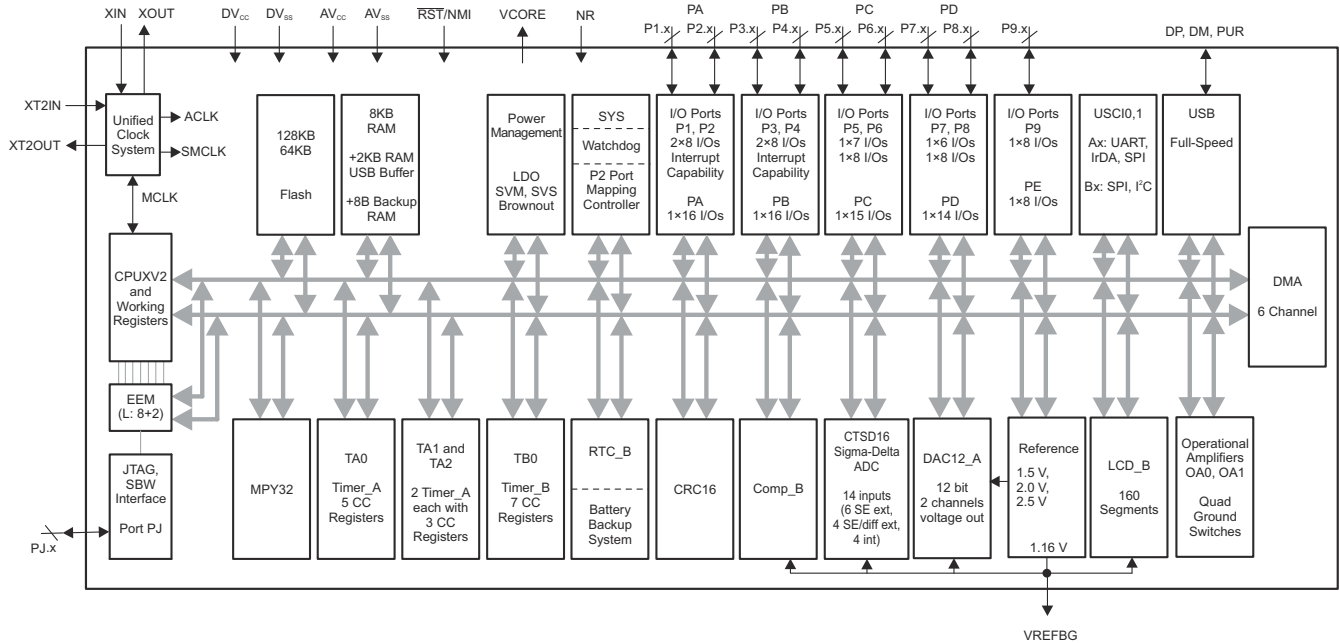 XIN XOUT DVCC DVSS AVCC AVSS RST/NMI VCORE NR
PA PB PC PD
P1.x P2.x P3.x P4.x P5.x P6.x P7.x P8.x P9.x
DP, DM, PUR
XT2IN
XT2OUT
Unified
Clock
System
ACLK
SMCLK
MCLK
128KB
64KB
Flash
8KB
RAM
+2KB RAM
USB Buffer
+8B Backup
RAM
Power
Management
LDO
SVM, SVS
Brownout
SYS
Watchdog
P2 Port
Mapping
Controller
I/O Ports
P1, P2
2×8 I/Os
Interrupt
Capability
PA
1×16 I/Os
I/O Ports
P3, P4
2×8 I/Os
Interrupt
Capability
PB
1×16 I/Os
I/O Ports
P5, P6
1×7 I/Os
1×8 I/Os
PC
1×15 I/Os
I/O Ports
P7, P8
1×6 I/Os
1×8 I/Os
PD
1×14 I/Os
I/O Ports
P9
1×8 I/Os
PE
1×8 I/Os
USCI0,1
Ax: UART,
IrDA, SPI
Bx: SPI, I²C
USB
Full-Speed
CPUXV2
and
Working
Registers
DMA
6 Channel
EEM
(L: 8+2)
JTAG,
SBW
Interface
Port PJ
PJ.x
MPY32
TA0
Timer_A
5 CC
Registers
TA1 and
TA2
2 Timer_A
each with
3 CC
Registers
TB0
Timer_B
7 CC
Registers
RTC_B
Battery
Backup
System
CRC16
Comp_B
CTSD16
Sigma-Delta
ADC
14 inputs
(6 SE ext,
4 SE/diff ext,
4 int)
DAC12_A
12 bit
2 channels
voltage out
Reference
1.5 V,
2.0 V,
2.5 V
1.16 V
LCD_B
160
Segments
Operational
Amplifiers
OA0, OA1
Quad
Ground
Switches
VREFBG